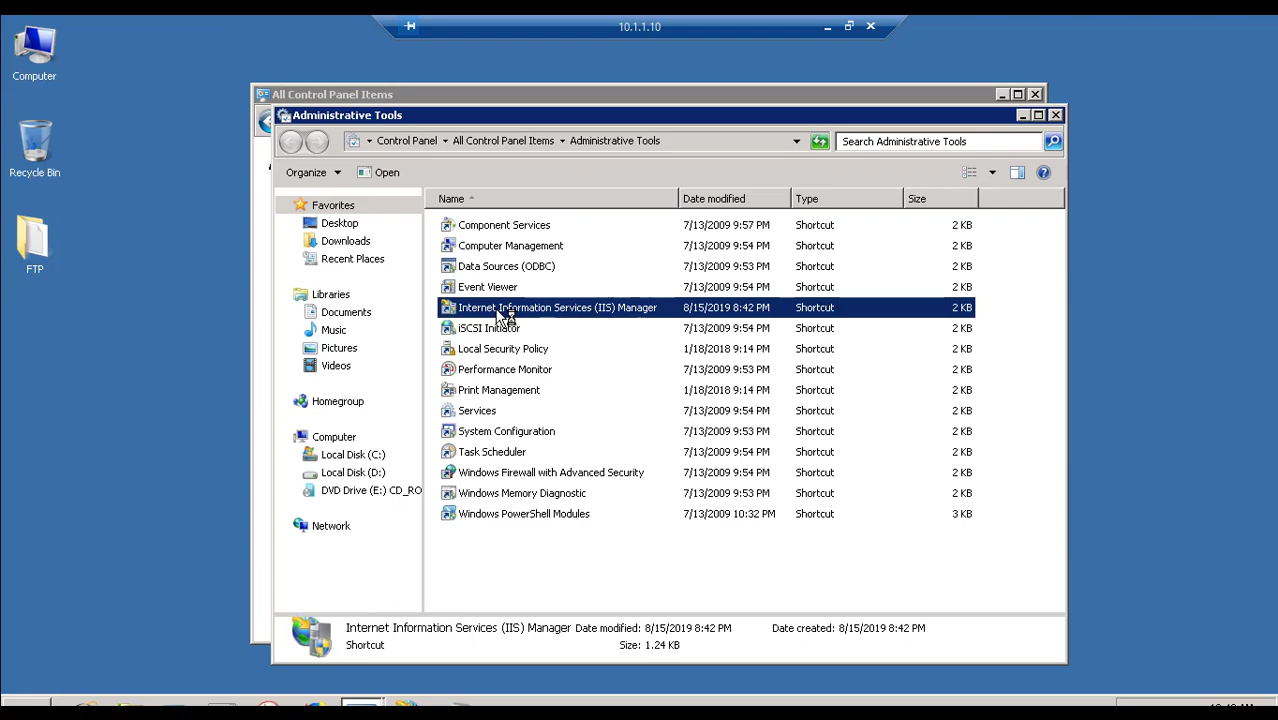 10.1.1.10
Computer
Recycle Bin
FTP
All Control Panel Items
Administrative Tools
Control Panel All Control Panel Items Administrative Tools
Search Administrative Tools
Organize Open
Favorites
Desktop
Downloads
Recent Places
Libraries
Documents
Music
Pictures
Videos
Homegroup
Computer
Local Disk (C:)
Local Disk (D:)
DVD Drive (E:) CD_RO
Network
Name Date modified Type Size
Component Services 7/13/2009 9:57 PM Shortcut 2 KB
Computer Management 7/13/2009 9:54 PM Shortcut 2 KB
Data Sources (ODBC) 7/13/2009 9:53 PM Shortcut 2 KB
Event Viewer 7/13/2009 9:54 PM Shortcut 2 KB
Internet Information Services (IIS) Manager 8/15/2019 8:42 PM Shortcut 2 KB
iSCSI Initiator 7/13/2009 9:54 PM Shortcut 2 KB
Local Security Policy 1/18/2018 9:14 PM Shortcut 2 KB
Performance Monitor 7/13/2009 9:53 PM Shortcut 2 KB
Print Management 1/18/2018 9:14 PM Shortcut 2 KB
Services 7/13/2009 9:54 PM Shortcut 2 KB
System Configuration 7/13/2009 9:53 PM Shortcut 2 KB
Task Scheduler 7/13/2009 9:54 PM Shortcut 2 KB
Windows Firewall with Advanced Security 7/13/2009 9:54 PM Shortcut 2 KB
Windows Memory Diagnostic 7/13/2009 9:53 PM Shortcut 2 KB
Windows PowerShell Modules 7/13/2009 10:32 PM Shortcut 3 KB
Internet Information Services (IIS) Manager Date modified: 8/15/2019 8:42 PM Date created: 8/15/2019 8:42 PM
Shortcut Size: 1.24 KB